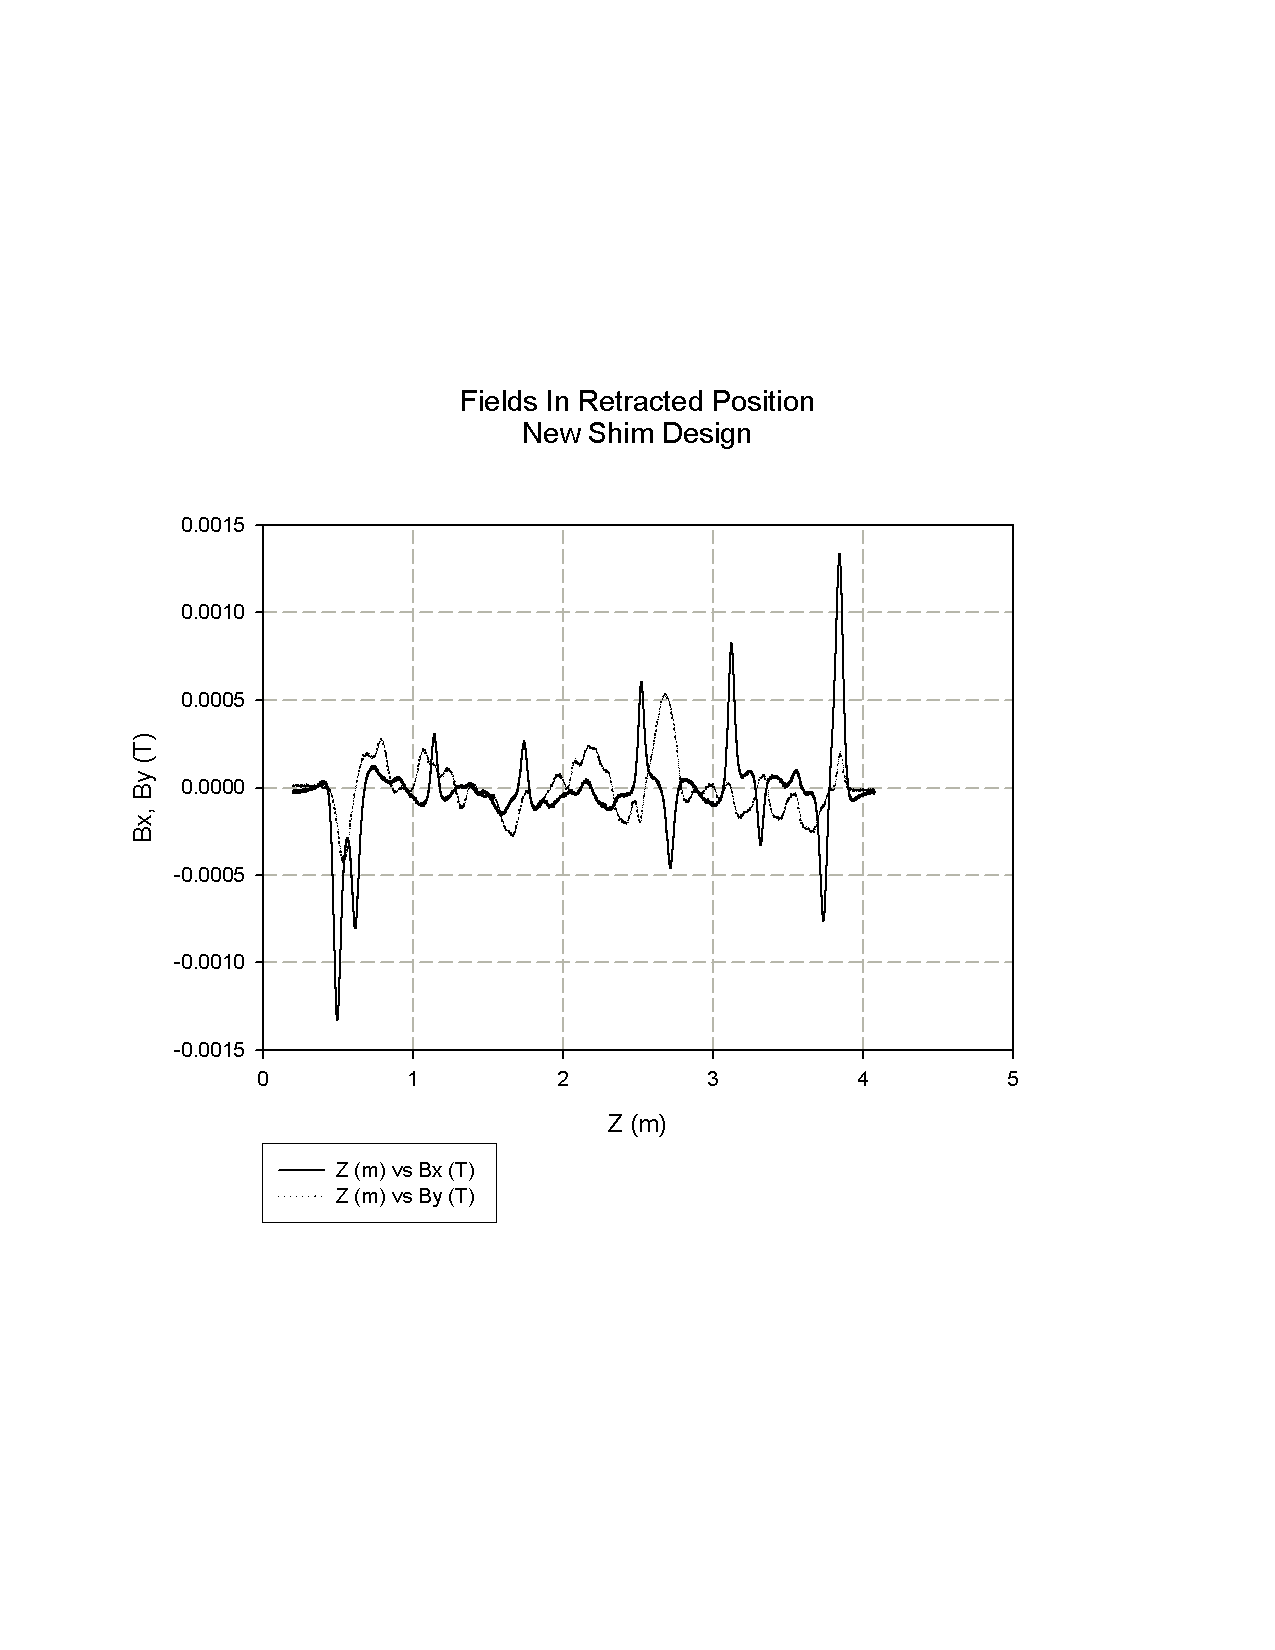 Fields In Retracted Position
New Shim Design
0.0015
0.0010
0.0005
0.0000
-0.0005
-0.0010
-0.0015
Bx, By (T)
0 1 2 3 4 5
Z (m)
Z (m) vs Bx (T)
Z (m) vs By (T)